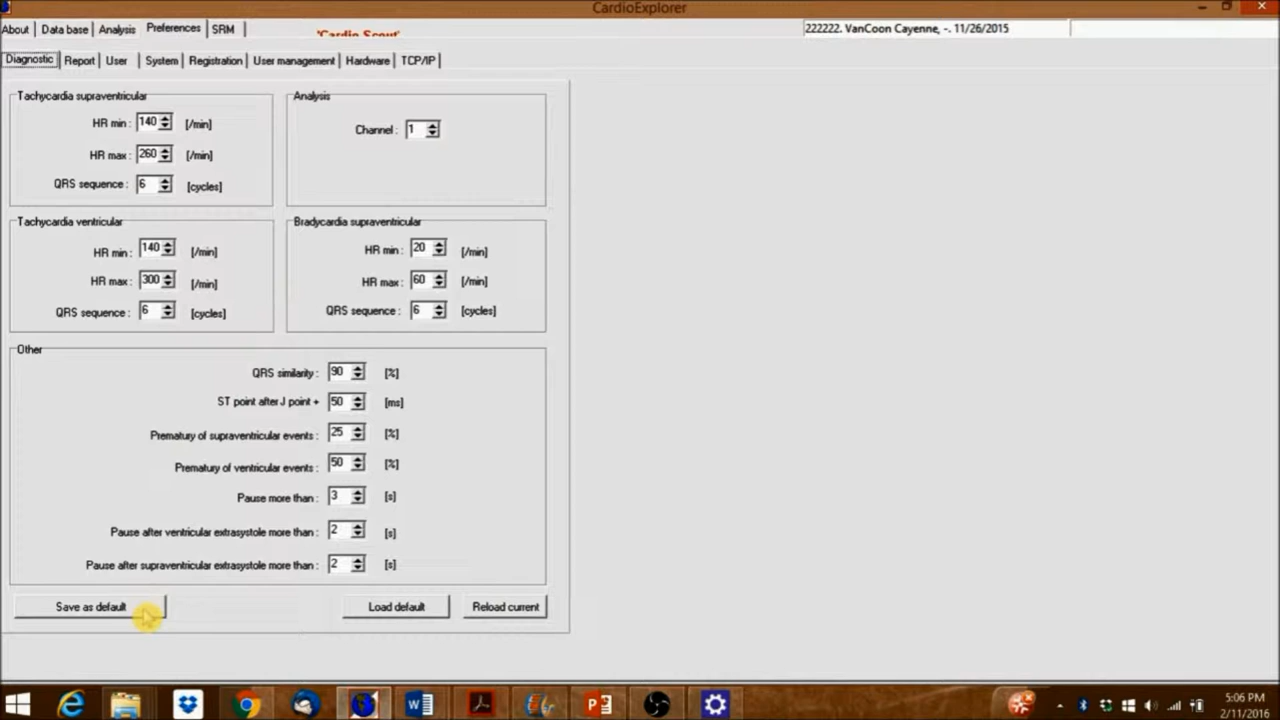 CardioExplorer
About Data base Analysis Preferences SRM 'Cardio Scout' 222222. VanCoon Cayenne, -. 11/26/2015
Diagnostic Report User System Registration User management Hardware TCP/IP
Tachycardia supraventricular
HR min : 140 [/min]
HR max : 260 [/min]
QRS sequence : 6 [cycles]
Analysis
Channel : 1
Tachycardia ventricular
HR min : 140 [/min]
HR max : 300 [/min]
QRS sequence : 6 [cycles]
Bradycardia supraventricular
HR min : 20 [/min]
HR max : 60 [/min]
QRS sequence : 6 [cycles]
Other
QRS similarity : 90 [%]
ST point after J point + 50 [ms]
Prematury of supraventricular events : 25 [%]
Prematury of ventricular events : 50 [%]
Pause more than : 3 [s]
Pause after ventricular extrasystole more than : 2 [s]
Pause after supraventricular extrasystole more than : 2 [s]
Save as default Load default Reload current
5:06 PM
2/11/2016